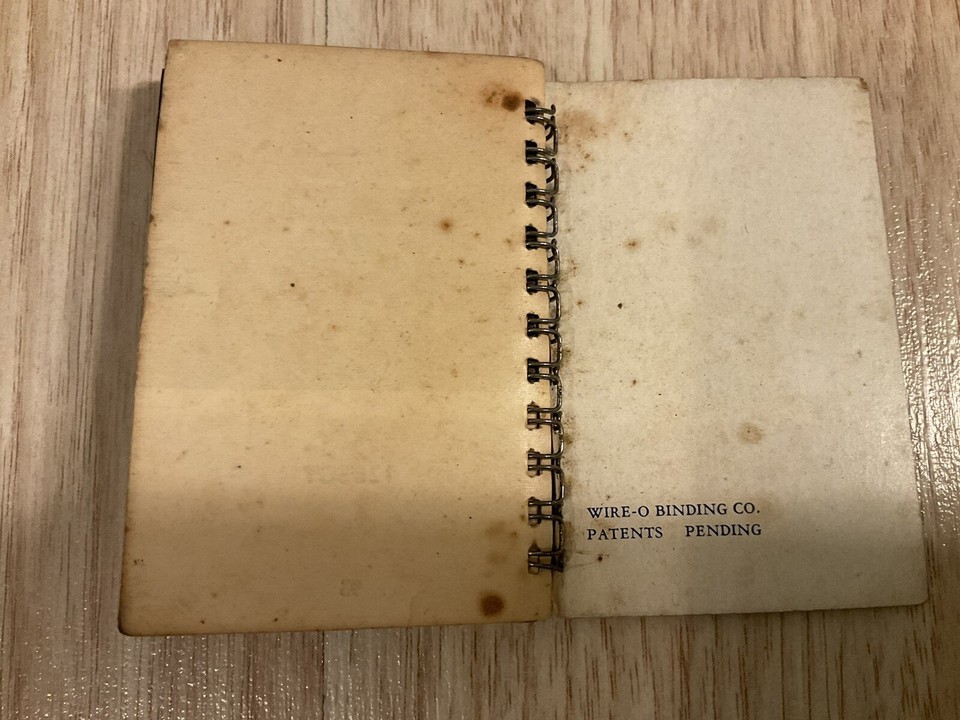 WIRE-O BINDING CO.
PATENTS PENDING